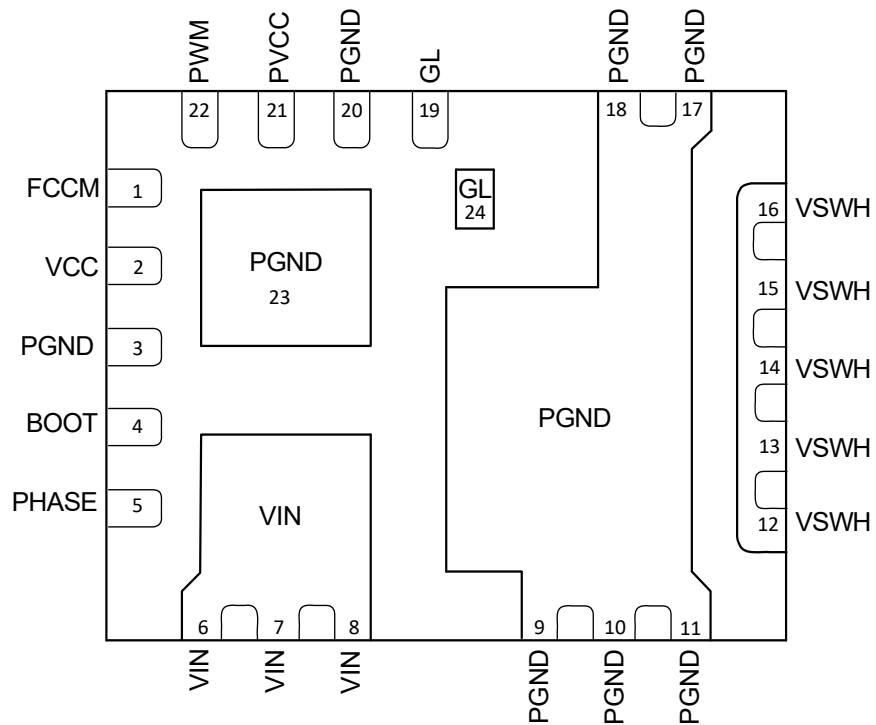 PWM
PVCC
PGND
GL
PGND
PGND
22
21
20
19
18
17
FCCM
1
GL
24
16
VSWH
VCC
2
PGND
23
15
VSWH
PGND
3
14
VSWH
BOOT
4
PGND
13
VSWH
PHASE
5
VIN
12
VSWH
6
7
8
9
10
11
VIN
VIN
VIN
PGND
PGND
PGND